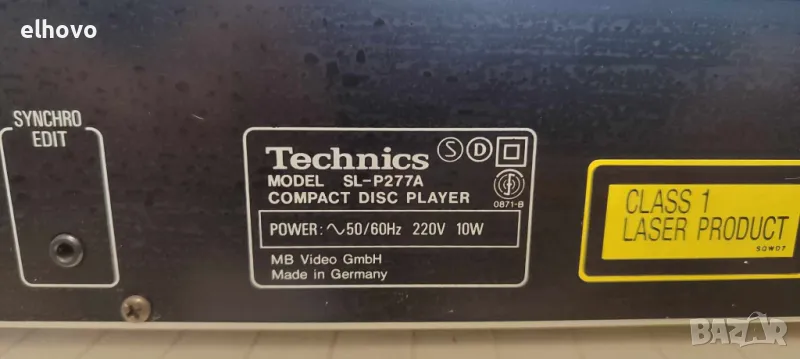 elhovo
SYNCHRO
EDIT
Technics
S D
MODEL SL-P277A
COMPACT DISC PLAYER
0871-B
POWER: ∿50/60Hz 220V 10W
MB Video GmbH
Made in Germany
CLASS 1
LASER PRODUCT
SQW07
BAZAR